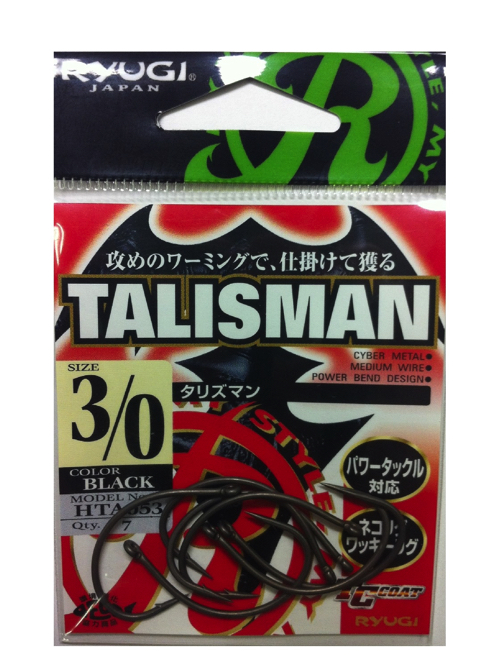 RYUGI®
JAPAN
攻めのワーミングで、仕掛けて獲る
TALISMAN
CYBER METAL●
MEDIUM WIRE●
POWER BEND DESIGN●
タリズマン
SIZE
3/0
COLOR
BLACK
MODEL No.
Qty. 7
パワータックル
対応
ワッキーリグ
COAT
RYUGI